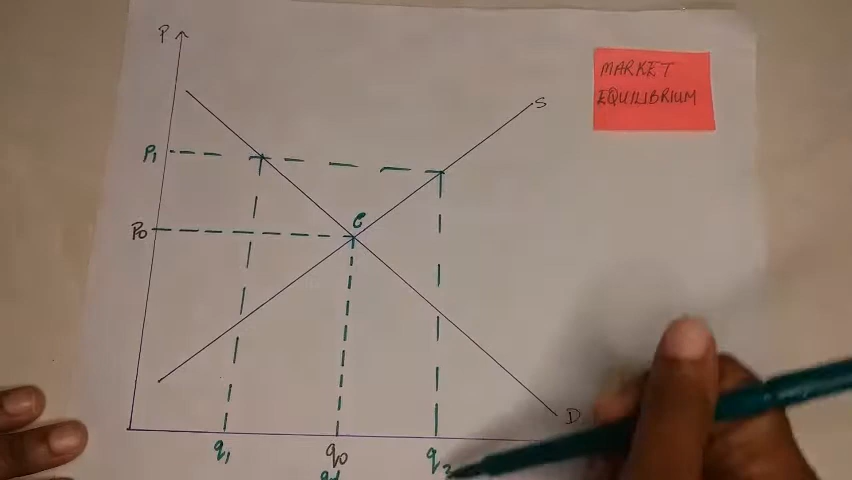 P
MARKET
EQUILIBRIUM
S
P₁
e
P₀
D
q₁
q₀
q₂